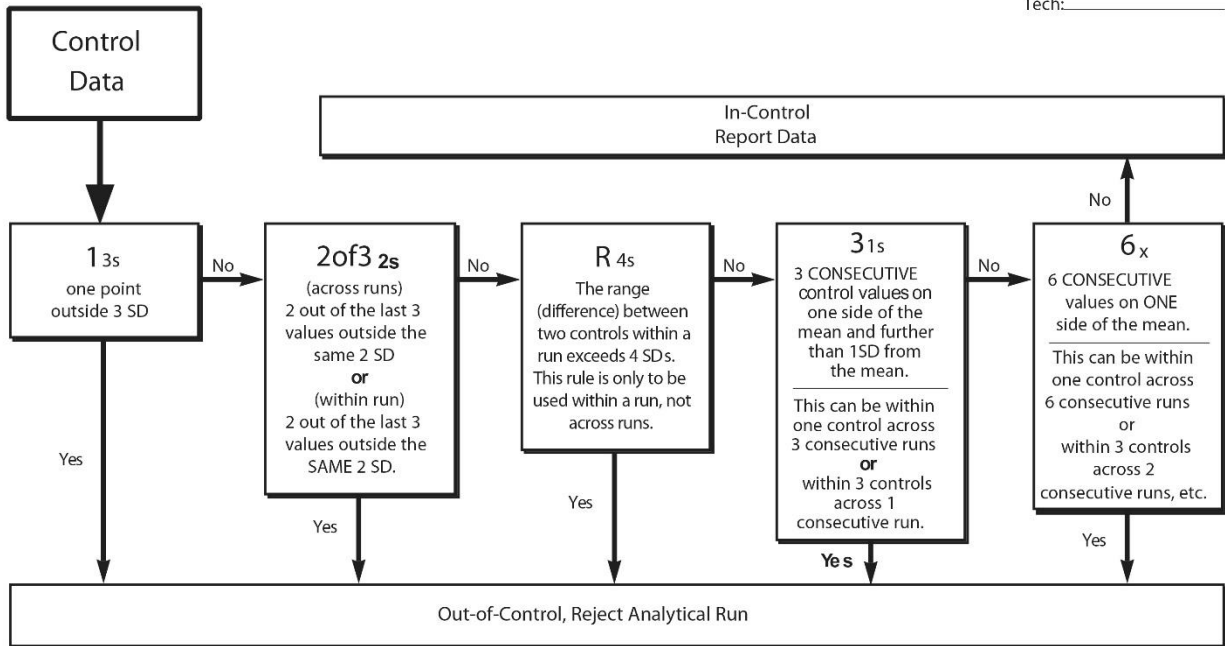 Tech:
Control
Data
In-Control
Report Data
No
1 3s
one point
outside 3 SD
No
2of3 2s
(across runs)
2 out of the last 3
values outside the
same 2 SD
or
(within run)
2 out of the last 3
values outside the
SAME 2 SD.
No
R 4s
The range
(difference) between
two controls within a
run exceeds 4 SDs.
This rule is only to be
used within a run, not
across runs.
No
3 1s
3 CONSECUTIVE
control values on
one side of the
mean and further
than 1SD from
the mean.
This can be within
one control across
3 consecutive runs
or
within 3 controls
across 1
consecutive run.
No
6 x
6 CONSECUTIVE
values on ONE
side of the mean.
This can be within
one control across
6 consecutive runs
or
within 3 controls
across 2
consecutive runs, etc.
Yes
Yes
Yes
Yes
Yes
Out-of-Control, Reject Analytical Run